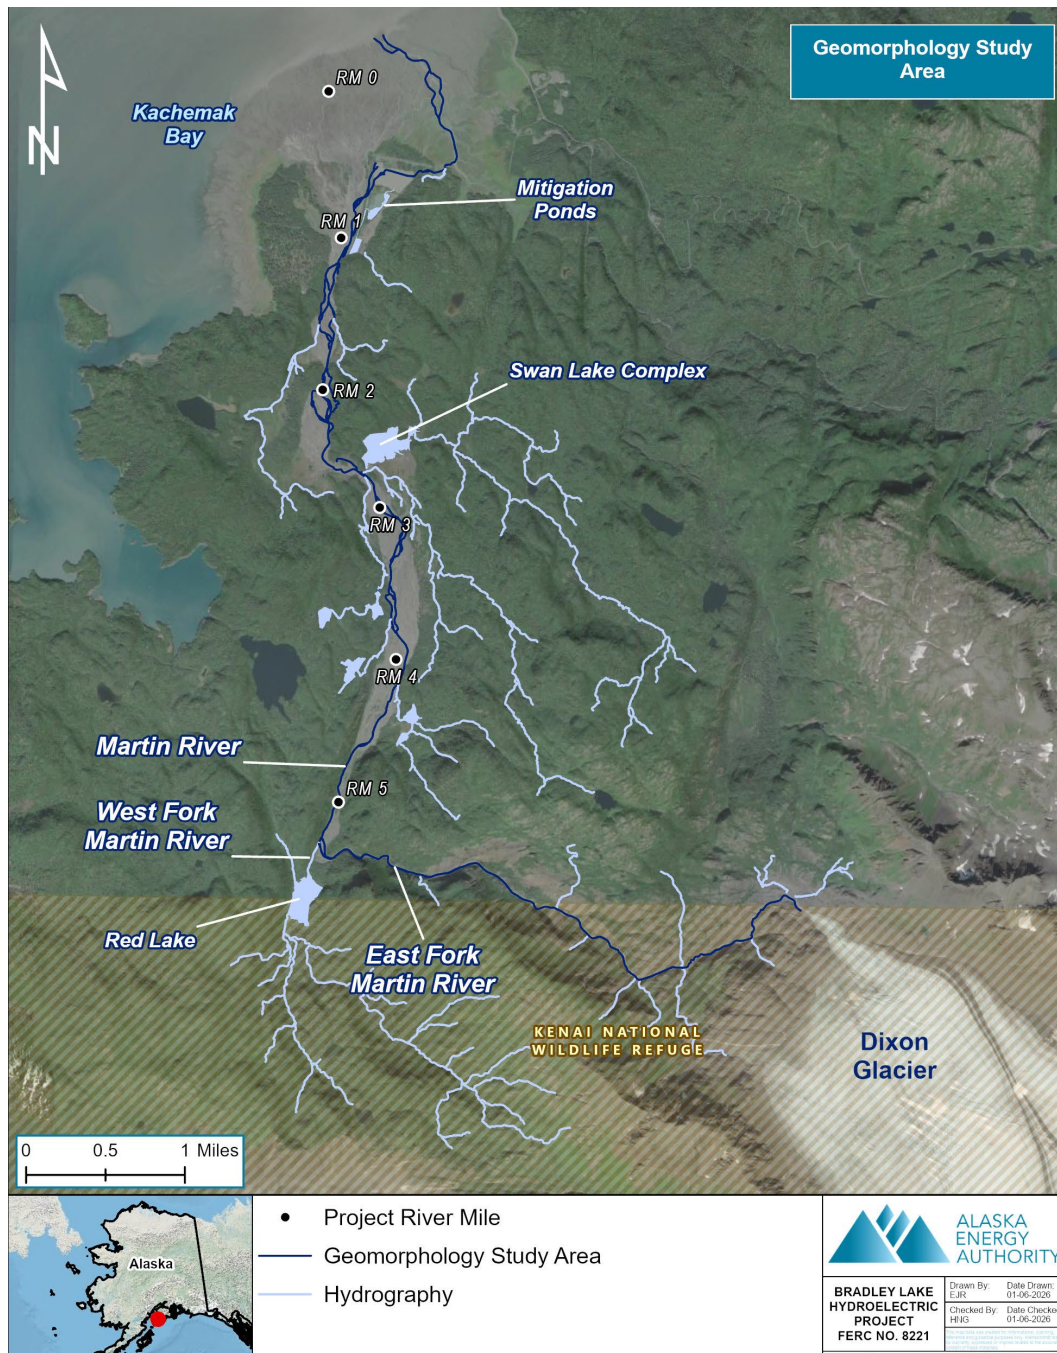 Geomorphology Study
Area
N
RM 0
Kachemak
Bay
Mitigation
Ponds
RM 1
Swan Lake Complex
RM 2
RM 3
RM 4
Martin River
RM 5
West Fork
Martin River
Red Lake
East Fork
Martin River
KENAI NATIONAL
WILDLIFE REFUGE
Dixon
Glacier
0 0.5 1 Miles
Alaska
Project River Mile
Geomorphology Study Area
Hydrography
ALASKA
ENERGY
AUTHORITY
BRADLEY LAKE
HYDROELECTRIC
PROJECT
FERC NO. 8221
Drawn By:
EJR
Date Drawn:
01-06-2026
Checked By:
HNG
Date Checke
01-06-2026